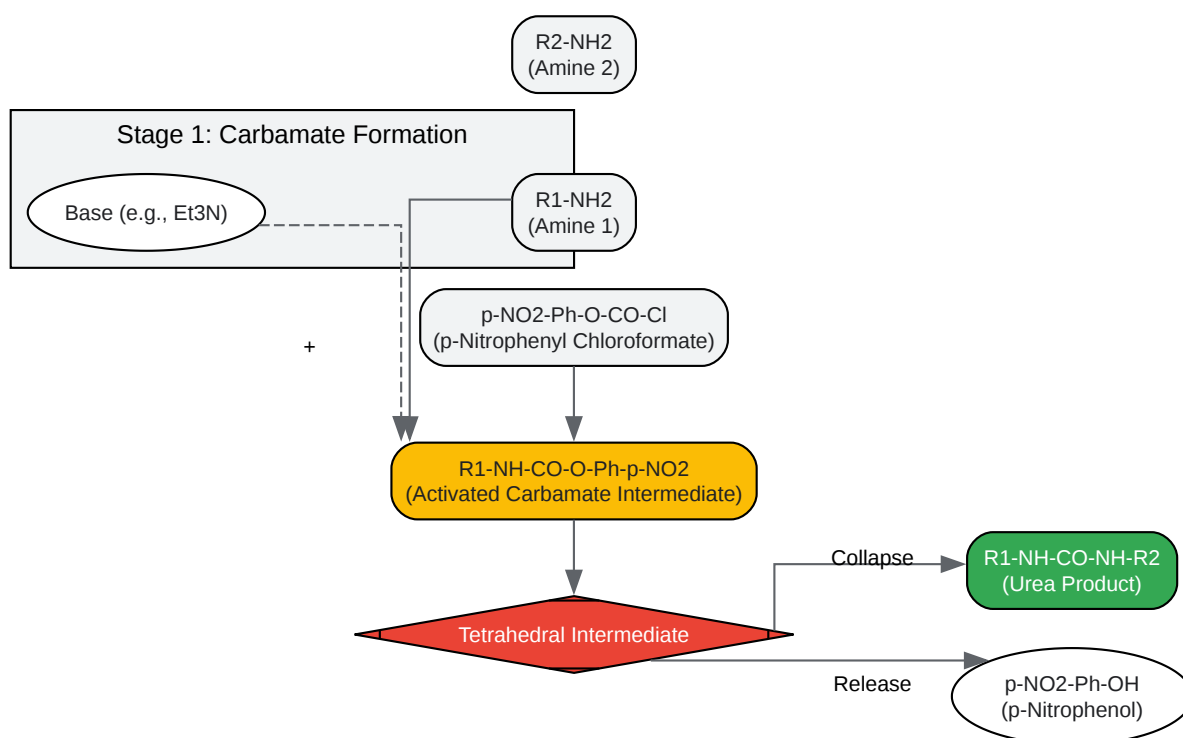 R2-NH2
(Amine 2)
Stage 1: Carbamate Formation
Base (e.g., Et3N)
R1-NH2
(Amine 1)
p-NO2-Ph-O-CO-Cl
(p-Nitrophenyl Chloroformate)
+
R1-NH-CO-O-Ph-p-NO2
(Activated Carbamate Intermediate)
Collapse
R1-NH-CO-NH-R2
(Urea Product)
Tetrahedral Intermediate
Release
p-NO2-Ph-OH
(p-Nitrophenol)